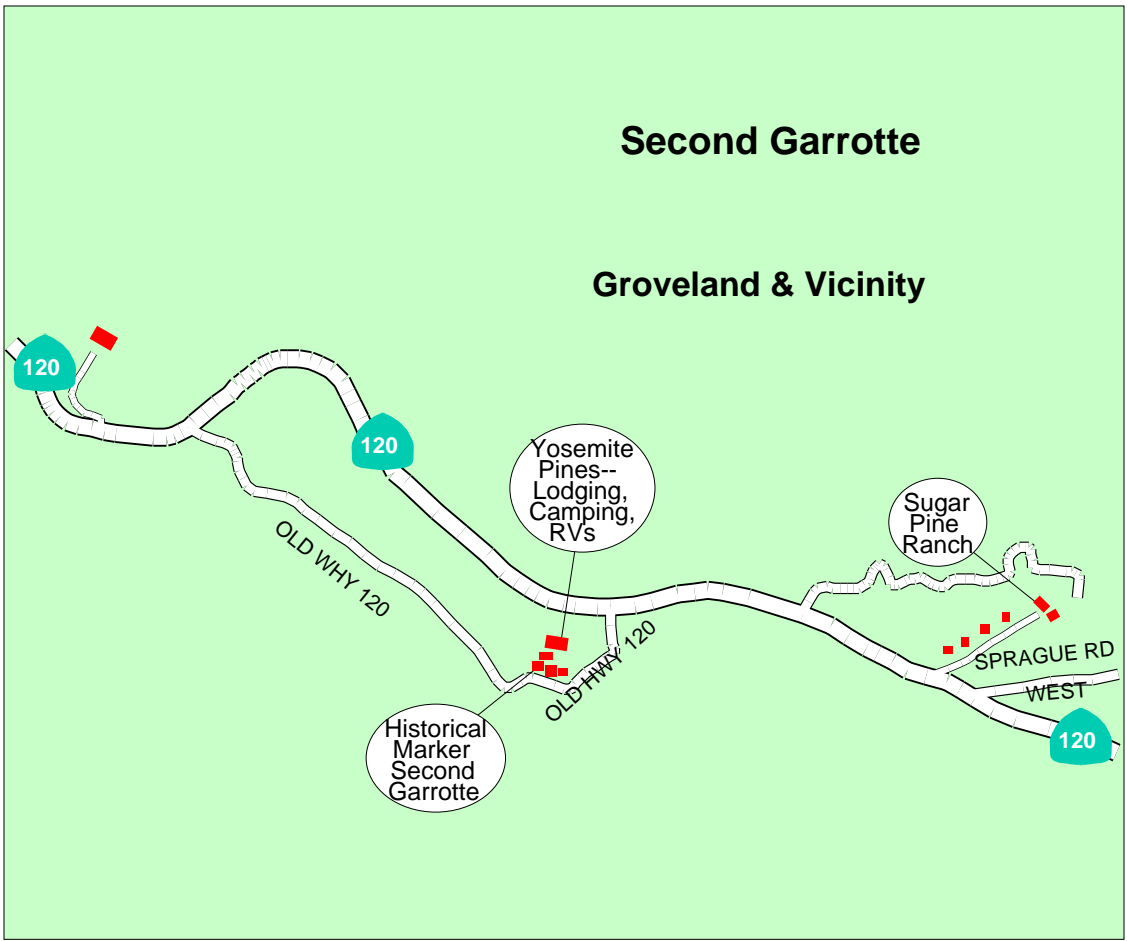 Second Garrotte
Groveland & Vicinity
120
120
Yosemite
Pines--
Lodging,
Camping,
RVs
Sugar
Pine
Ranch
OLD WHY 120
OLD HWY 120
SPRAGUE RD
WEST
Historical
Marker
Second
Garrotte
120